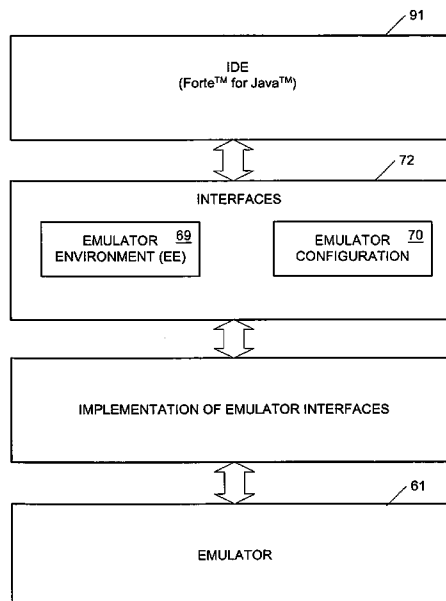 91
IDE
(Forte™ for Java™)
72
INTERFACES
EMULATOR 69
ENVIRONMENT (EE)
EMULATOR 70
CONFIGURATION
IMPLEMENTATION OF EMULATOR INTERFACES
61
EMULATOR